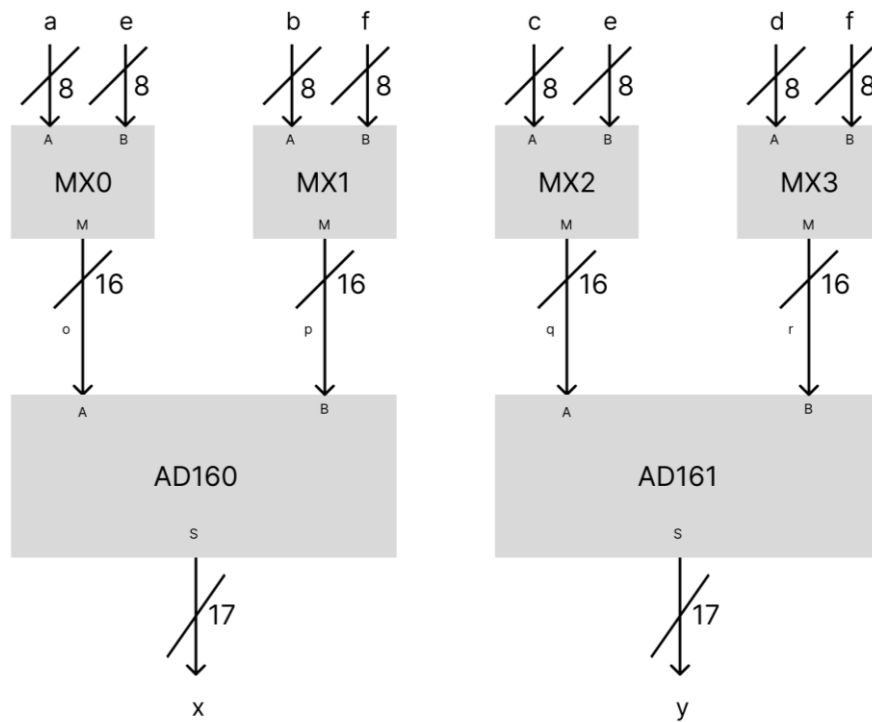 a e b f c e d f
8 8 8 8 8 8 8 8
A B A B A B A B
MX0 MX1 MX2 MX3
M M M M
16 16 16 16
o p q r
A B A B
AD160 AD161
S S
17 17
x y